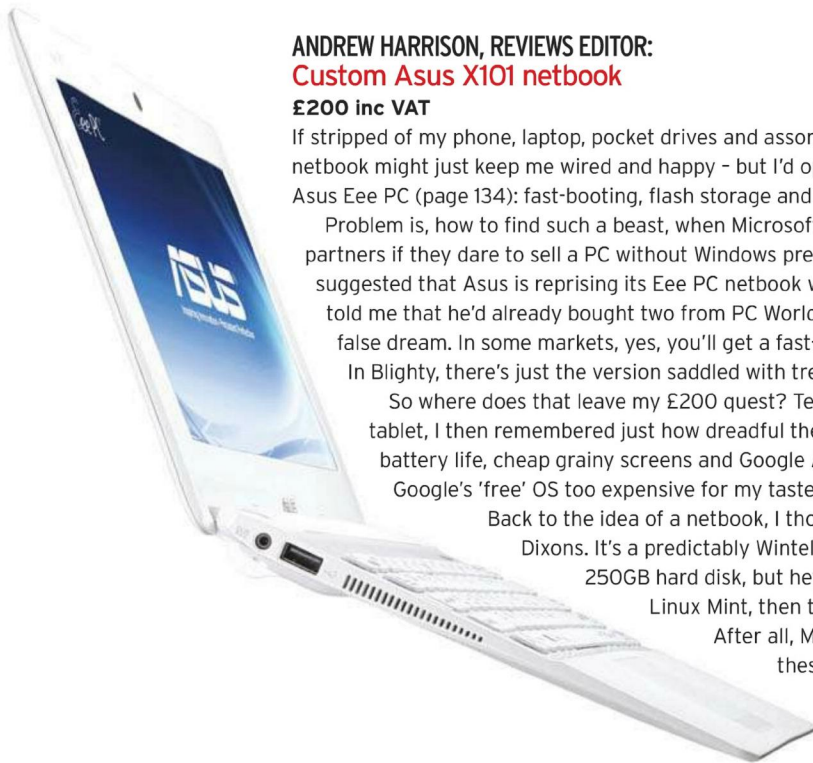 ANDREW HARRISON, REVIEWS EDITOR:
Custom Asus X101 netbook
£200 inc VAT
If stripped of my phone, laptop, pocket drives and assor
netbook might just keep me wired and happy – but I'd o
Asus Eee PC (page 134): fast-booting, flash storage and
Problem is, how to find such a beast, when Microsof
partners if they dare to sell a PC without Windows pre
suggested that Asus is reprising its Eee PC netbook w
told me that he'd already bought two from PC World
false dream. In some markets, yes, you'll get a fast-
In Blighty, there's just the version saddled with tre
So where does that leave my £200 quest? Te
tablet, I then remembered just how dreadful the
battery life, cheap grainy screens and Google
Google's 'free' OS too expensive for my taste
Back to the idea of a netbook, I tho
Dixons. It's a predictably Wintel
250GB hard disk, but he
Linux Mint, then t
After all, M
thes
Eee PC
ASUS